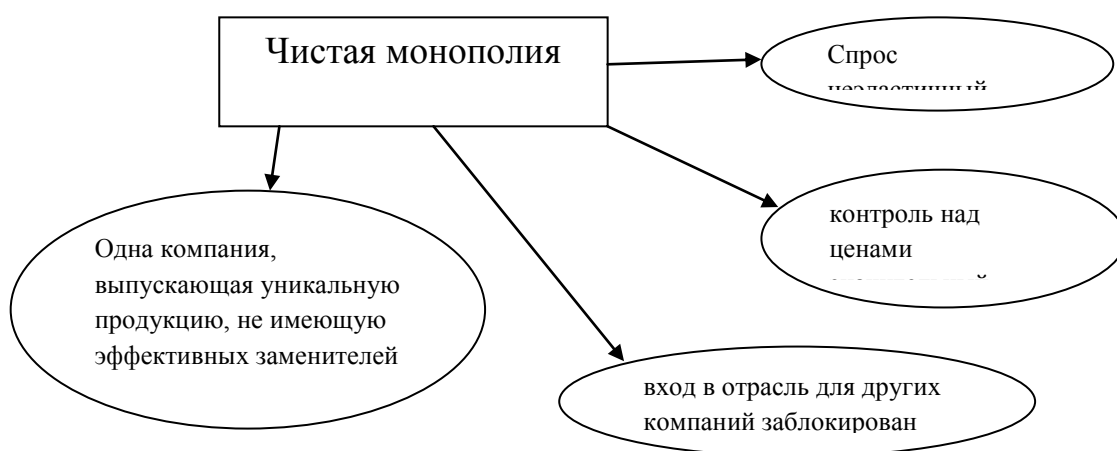 Чистая монополия
Спрос
неэластичный
контроль над
ценами
Одна компания,
выпускающая уникальную
продукцию, не имеющую
эффективных заменителей
вход в отрасль для других
компаний заблокирован